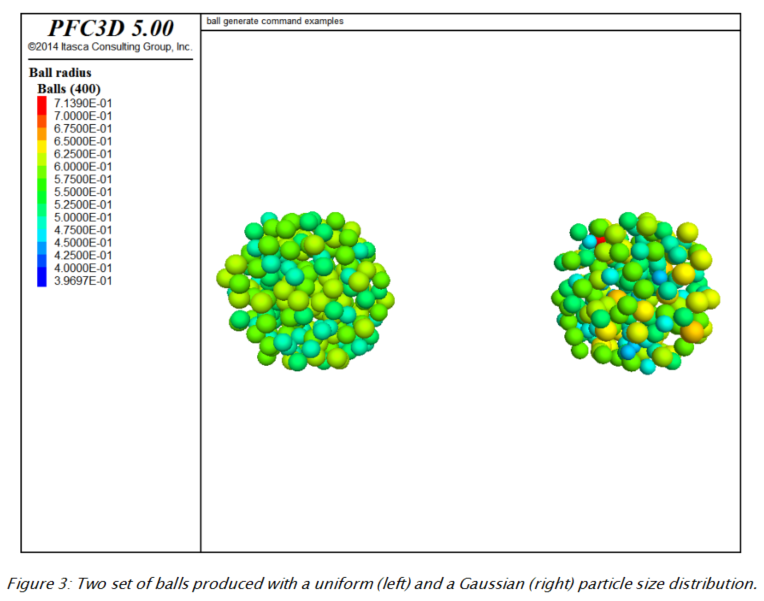 PFC3D 5.00
©2014 Itasca Consulting Group, Inc.
ball generate command examples
Ball radius
Balls (400)
7.1390E-01
7.0000E-01
6.7500E-01
6.5000E-01
6.2500E-01
6.0000E-01
5.7500E-01
5.5000E-01
5.2500E-01
5.0000E-01
4.7500E-01
4.5000E-01
4.2500E-01
4.0000E-01
3.9697E-01
Figure 3: Two set of balls produced with a uniform (left) and a Gaussian (right) particle size distribution.